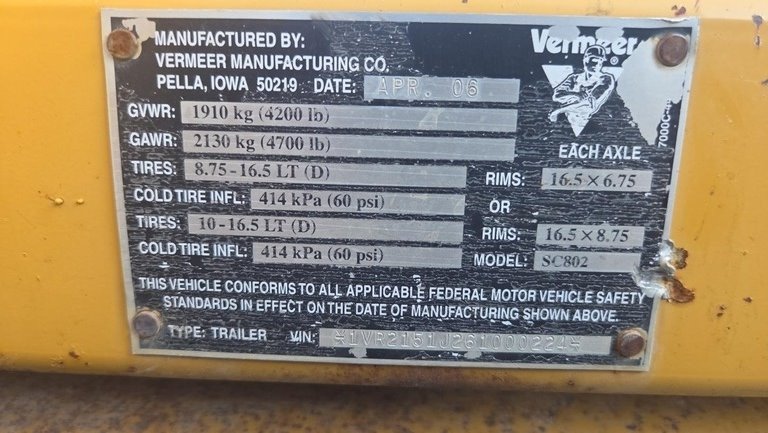 MANUFACTURED BY:
VERMEER MANUFACTURING CO.
PELLA, IOWA 50219 DATE: APR. 06
Vermeer
®
GVWR: 1910 kg (4200 lb)
GAWR: 2130 kg (4700 lb)
EACH AXLE
TIRES: 8.75-16.5 LT (D) RIMS: 16.5 × 6.75
COLD TIRE INFL: 414 kPa (60 psi) OR
TIRES: 10-16.5 LT (D) RIMS: 16.5 × 8.75
COLD TIRE INFL: 414 kPa (60 psi) MODEL: SC802
THIS VEHICLE CONFORMS TO ALL APPLICABLE FEDERAL MOTOR VEHICLE SAFETY
STANDARDS IN EFFECT ON THE DATE OF MANUFACTURING SHOWN ABOVE.
TYPE: TRAILER VIN: *1VR2151J261000224*